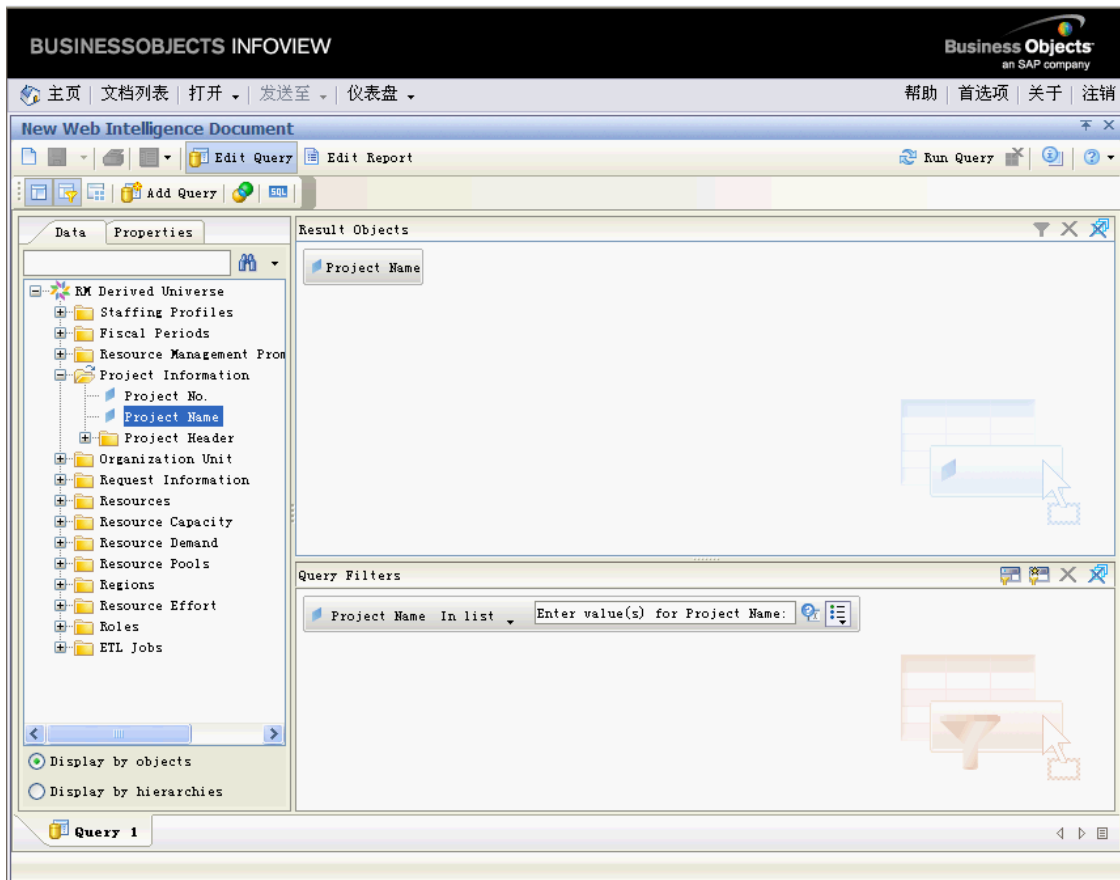 BUSINESSOBJECTS INFOVIEW
Business Objects
an SAP company
主页 文档列表 打开 发送至 仪表盘 帮助 首选项 关于 注销
New Web Intelligence Document
Edit Query Edit Report Run Query
Add Query SQL
Data Properties
RM Derived Universe
Staffing Profiles
Fiscal Periods
Resource Management Prom
Project Information
Project No.
Project Name
Project Header
Organization Unit
Request Information
Resources
Resource Capacity
Resource Demand
Resource Pools
Regions
Resource Effort
Roles
ETL Jobs
Display by objects
Display by hierarchies
Result Objects
Project Name
Query Filters
Project Name In list Enter value(s) for Project Name:
Query 1